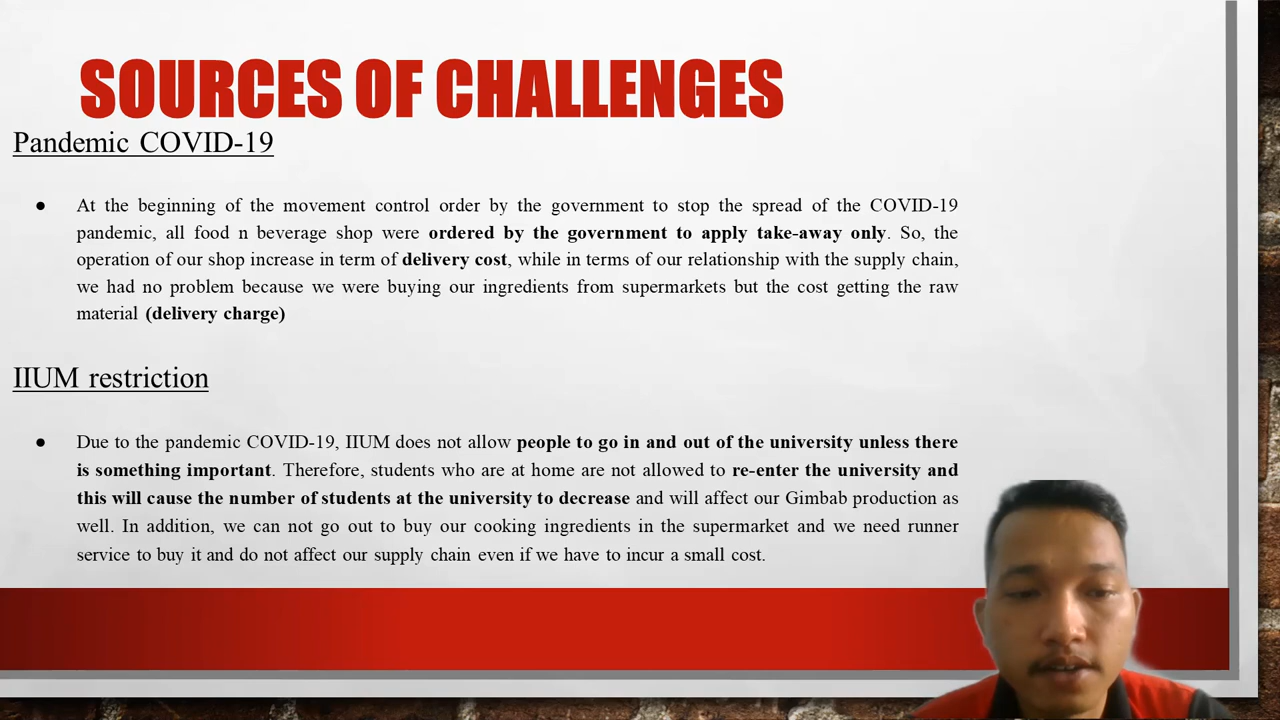 SOURCES OF CHALLENGES
Pandemic COVID-19
● At the beginning of the movement control order by the government to stop the spread of the COVID-19
pandemic, all food n beverage shop were ordered by the government to apply take-away only. So, the
operation of our shop increase in term of delivery cost, while in terms of our relationship with the supply chain,
we had no problem because we were buying our ingredients from supermarkets but the cost getting the raw
material (delivery charge)
IIUM restriction
● Due to the pandemic COVID-19, IIUM does not allow people to go in and out of the university unless there
is something important. Therefore, students who are at home are not allowed to re-enter the university and
this will cause the number of students at the university to decrease and will affect our Gimbab production as
well. In addition, we can not go out to buy our cooking ingredients in the supermarket and we need runner
service to buy it and do not affect our supply chain even if we have to incur a small cost.